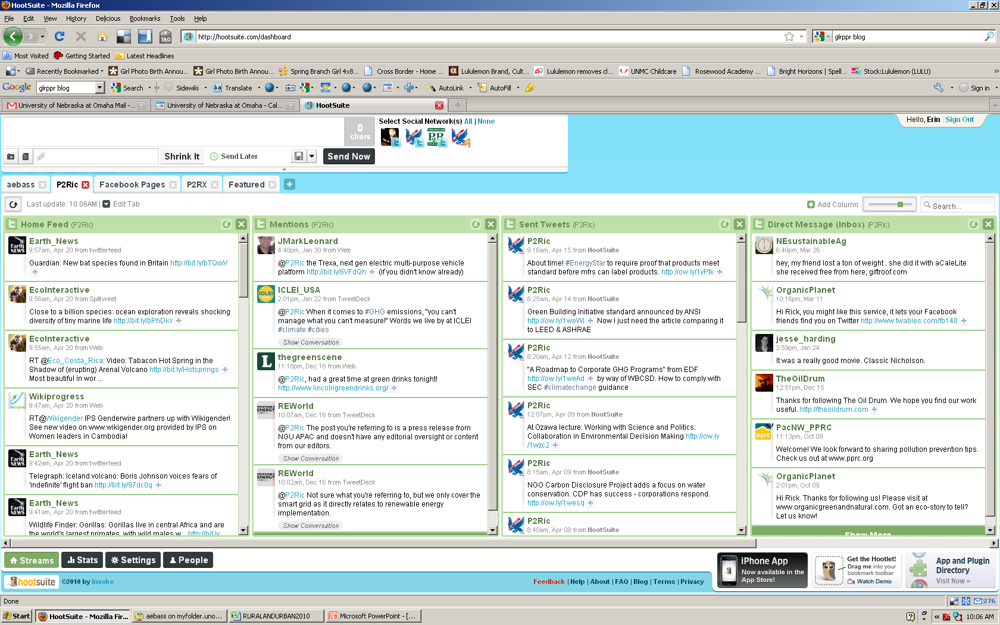 HootSuite - Mozilla Firefox
File Edit View History Delicious Bookmarks Tools Help
TAG
http://hootsuite.com/dashboard
glrppr blog
Most Visited Getting Started Latest Headlines
Recently Bookmarked Girl Photo Birth Annou... Girl Photo Birth Annou... Spring Branch Girl 4x8... Cross Border - Home ... Lululemon Brand, Cult... Lululemon removes cl... UNMC Childcare Rosewood Academy ... Bright Horizons | Spell... Stock:Lululemon (LULU)
Google glrppr blog Search Sidewiki Translate AutoLink AutoFill Sign in
University of Nebraska at Omaha Mail -... University of Nebraska at Omaha - Cal... HootSuite
0
chars
Select Social Network(s) All | None
Hello, Erin | Sign Out
Shrink It Send Later Send Now
aebass P2Ric Facebook Pages P2RX Featured
Last update: 10:06AM | Edit Tab
Add Column
Search...
Home Feed (P2Ric)
Earth_News
9:57am, Apr 20 from twitterfeed
Guardian: New bat species found in Britain http://bit.ly/bTQxxV
EcoInteractive
9:56am, Apr 20 from Splitweet
Close to a billion species: ocean exploration reveals shocking
diversity of tiny marine life http://bit.ly/bPhDKr
EcoInteractive
9:55am, Apr 20 from Web
RT @Eco_Costa_Rica: Video: Tabacon Hot Spring in the
Shadow of (erupting) Arenal Volcano http://bit.ly/Hotsprings
Most beautiful in wor ...
Wikiprogress
9:47am, Apr 20 from Web
RT@Wikigender IPS Genderwire partners up with Wikigender!
See new video on www.wikigender.org provided by IPS on
Women leaders in Cambodia!
Earth_News
9:42am, Apr 20 from twitterfeed
Telegraph: Iceland volcano: Boris Johnson voices fears of
'indefinite' flight ban http://bit.ly/97dc0q
Earth_News
9:41am, Apr 20 from twitterfeed
Wildlife Finder: Gorillas: Gorillas live in central Africa and are
the world's largest primates, with wild males w... http://bit.ly
Mentions (P2Ric)
JMarkLeonard
4:48pm, Jan 30 from Web
@P2Ric the Trexa, next gen electric multi-purpose vehicle
platform http://bit.ly/6VFdQh (if you didn't know already)
ICLEI_USA
2:01pm, Jan 22 from TweetDeck
@P2Ric When it comes to #GHG emissions, "you can't
manage what you can't measure!" Words we live by at ICLEI
#climate #cities
Show Conversation
thegreenscene
11:18pm, Dec 16 from Web
@P2Ric, had a great time at green drinks tonight!
http://www.lincolngreendrinks.org/
REWorld
10:07am, Dec 16 from TweetDeck
@P2Ric The post you're referring to is a press release from
NGU APAC and doesn't have any editorial oversight or content
from our editors.
Show Conversation
REWorld
10:02am, Dec 16 from TweetDeck
@P2Ric Not sure what you're referring to, but we only cover the
smart grid as it directly relates to renewable energy
implementation.
Show Conversation
Sent Tweets (P2Ric)
P2Ric
9:16am, Apr 15 from HootSuite
About time! #EnergyStar to require proof that products meet
standard before mfrs can label products. http://ow.ly/1yPtk
P2Ric
8:25am, Apr 14 from HootSuite
Green Building Initiative standard announced by ANSI
http://ow.ly/1weWI Now I just need the article comparing it
to LEED & ASHRAE
P2Ric
8:20am, Apr 12 from HootSuite
"A Roadmap to Corporate GHG Programs" from EDF
http://ow.ly/1weAd by way of WBCSD. How to comply with
SEC #climatechange guidance
P2Ric
12:07pm, Apr 09 from HootSuite
At Ozawa lecture: Working with Science and Politics:
Collaboration in Environmental Decision Making http://ow.ly
/1wzc2
P2Ric
8:15am, Apr 09 from HootSuite
NGO Carbon Disclosure Project adds a focus on water
conservation. CDP has success - corporations respond.
http://ow.ly/1wesq
P2Ric
8:40am, Apr 08 from HootSuite
Direct Message (Inbox) (P2Ric)
NEsustainableAg
6:40pm, Mar 26
hey, my friend lost a ton of weight . she did it with aCaleLite
she received free from here; giftroof.com
OrganicPlanet
10:16pm, Mar 11
Hi Rick, you might like this service, it lets your Facebook
friends find you on Twitter http://www.twables.com/fb140
jesse_harding
3:59pm, Jan 24
It was a really good movie. Classic Nicholson.
TheOilDrum
12:51pm, Dec 15
Thanks for following The Oil Drum. We hope you find our work
useful. http://theoildrum.com
PacNW_PPRC
11:13pm, Oct 09
Welcome! We look forward to sharing pollution prevention tips.
Check us out at www.pprc.org
OrganicPlanet
2:01pm, Oct 09
Hi Rick. Thanks for following us! Please visit at
www.organicgreenandnatural.com. Got an eco-story to tell?
Let us know!
Show More
Streams Stats Settings People
iPhone App
Now available in the
App Store!
Get the Hootlet!
Drag me into your
bookmark toolbar
Watch Demo
App and Plugin
Directory
Visit Now »
hootsuite ©2010 by Invoke
Feedback | Help | About | FAQ | Blog | Terms | Privacy
Done
276
Start HootSuite - Mozilla Fir... aebass on myfolder.uno... RURALANDURBAN2010 Microsoft PowerPoint - [... 10:06 AM